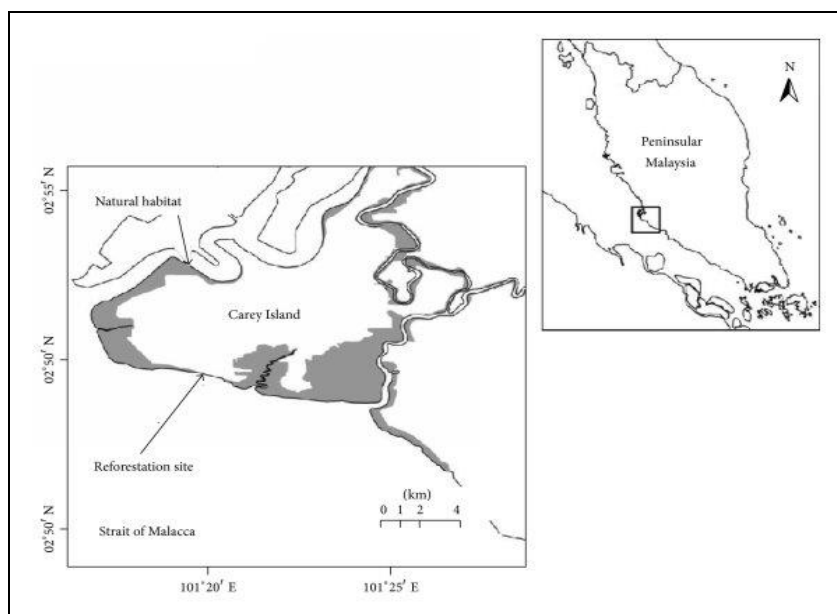 N
Peninsular
Malaysia
02°55′ N
Natural habitat
Carey Island
02°50′ N
Reforestation site
(km)
0 1 2 4
Strait of Malacca
02°50′ N
101°20′ E
101°25′ E